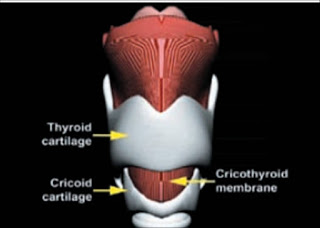 Thyroid
cartilage
Cricoid
cartilage
Cricothyroid
membrane